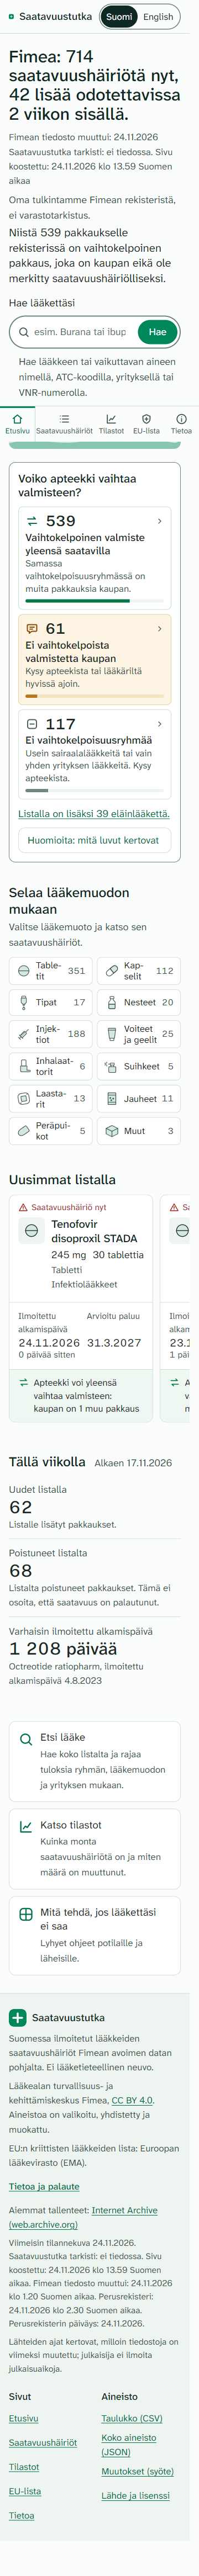 Saatavuustutka
Suomi
English
Fimea: 714
saatavuushäiriötä nyt,
42 lisää odotettavissa
2 viikon sisällä.
Fimean tiedosto muuttui: 24.11.2026
Saatavuustutka tarkisti: ei tiedossa. Sivu
koostettu: 24.11.2026 klo 13.59 Suomen
aikaa
Oma tulkintamme Fimean rekisteristä,
ei varastotarkistus.
Niistä 539 pakkaukselle
rekisterissä on vaihtokelpoinen
pakkaus, joka on kaupan eikä ole
merkitty saatavuushäiriölliseksi.
Hae lääkettäsi
esim. Burana tai ibup
Hae
Hae lääkkeen tai vaikuttavan aineen
nimellä, ATC-koodilla, yrityksellä tai
VNR-numerolla.
Etusivu
Saatavuushäiriöt
Tilastot
EU-lista
Tietoa
Voiko apteekki vaihtaa
valmisteen?
539
Vaihtokelpoinen valmiste
yleensä saatavilla
Samassa
vaihtokelpoisuusryhmässä on
muita pakkauksia kaupan.
61
Ei vaihtokelpoista
valmistetta kaupan
Kysy apteekista tai lääkäriltä
hyvissä ajoin.
117
Ei vaihtokelpoisuusryhmää
Usein sairaalalääkkeitä tai vain
yhden yrityksen lääkkeitä. Kysy
apteekista.
Listalla on lisäksi 39 eläinlääkettä.
Huomioita: mitä luvut kertovat
Selaa lääkemuodon
mukaan
Valitse lääkemuoto ja katso sen
saatavuushäiriöt.
Table-
tit
351
Kap-
selit
112
Tipat
17
Nesteet
20
Injek-
tiot
188
Voiteet
ja geelit
25
Inhalaat-
torit
6
Suihkeet
5
Laasta-
rit
13
Jauheet
11
Peräpui-
kot
5
Muut
3
Uusimmat listalla
Saatavuushäiriö nyt
Tenofovir
disoproxil STADA
245 mg 30 tablettia
Tabletti
Infektiolääkkeet
Ilmoitettu
alkamispäivä
24.11.2026
0 päivää sitten
Arvioitu paluu
31.3.2027
Apteekki voi yleensä
vaihtaa valmisteen:
kaupan on 1 muu pakkaus
Tällä viikolla
Alkaen 17.11.2026
Uudet listalla
62
Listalle lisätyt pakkaukset.
Poistuneet listalta
68
Listalta poistuneet pakkaukset. Tämä ei
osoita, että saatavuus on palautunut.
Varhaisin ilmoitettu alkamispäivä
1 208 päivää
Octreotide ratiopharm, ilmoitettu
alkamispäivä 4.8.2023
Etsi lääke
Hae koko listalta ja rajaa
tuloksia ryhmän, lääkemuodon
ja yrityksen mukaan.
Katso tilastot
Kuinka monta
saatavuushäiriötä on ja miten
määrä on muuttunut.
Mitä tehdä, jos lääkettäsi
ei saa
Lyhyet ohjeet potilaille ja
läheisille.
Saatavuustutka
Suomessa ilmoitetut lääkkeiden
saatavuushäiriöt Fimean avoimen datan
pohjalta. Ei lääketieteellinen neuvo.
Lääkealan turvallisuus- ja
kehittämiskeskus Fimea, CC BY 4.0.
Aineistoa on valikoitu, yhdistetty ja
muokattu.
EU:n kriittisten lääkkeiden lista: Euroopan
lääkevirasto (EMA).
Tietoa ja palaute
Aiemmat tallenteet: Internet Archive
(web.archive.org)
Viimeisin tilannekuva 24.11.2026.
Saatavuustutka tarkisti: ei tiedossa. Sivu
koostettu: 24.11.2026 klo 13.59 Suomen
aikaa. Fimean tiedosto muuttui: 24.11.2026
klo 1.20 Suomen aikaa. Perusrekisteri:
24.11.2026 klo 2.30 Suomen aikaa.
Perusrekisterin päiväys: 24.11.2026.
Lähteiden ajat kertovat, milloin tiedostoja on
viimeksi muutettu; julkaisija ei ilmoita
julkaisuaikoja.
Sivut
Etusivu
Saatavuushäiriöt
Tilastot
EU-lista
Tietoa
Aineisto
Taulukko (CSV)
Koko aineisto
(JSON)
Muutokset (syöte)
Lähde ja lisenssi